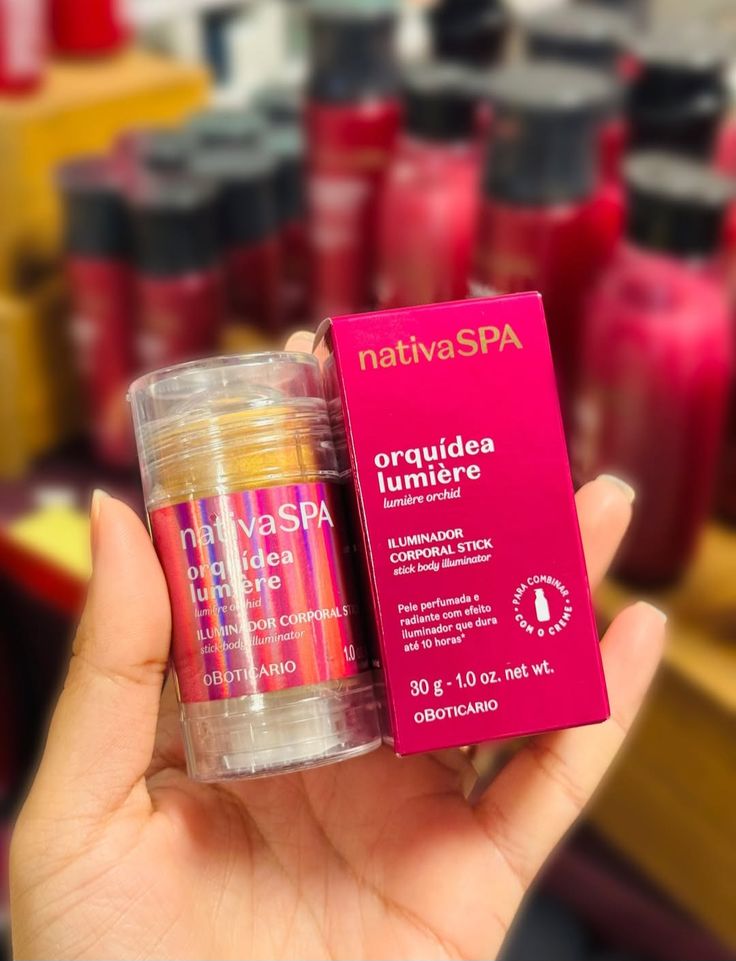 nativaSPA
orquídea
lumière
lumière orchid
ILUMINADOR CORPORAL
stick body illuminator
oBOTICÁRIO
1.0
nativaSPA
orquídea
lumière
lumière orchid
ILUMINADOR
CORPORAL STICK
stick body illuminator
Pele perfumada e
radiante com efeito
iluminador que dura
até 10 horas*
PARA COMBINAR
COM O CREME
30 g - 1.0 oz. net wt.
oBOTICÁRIO